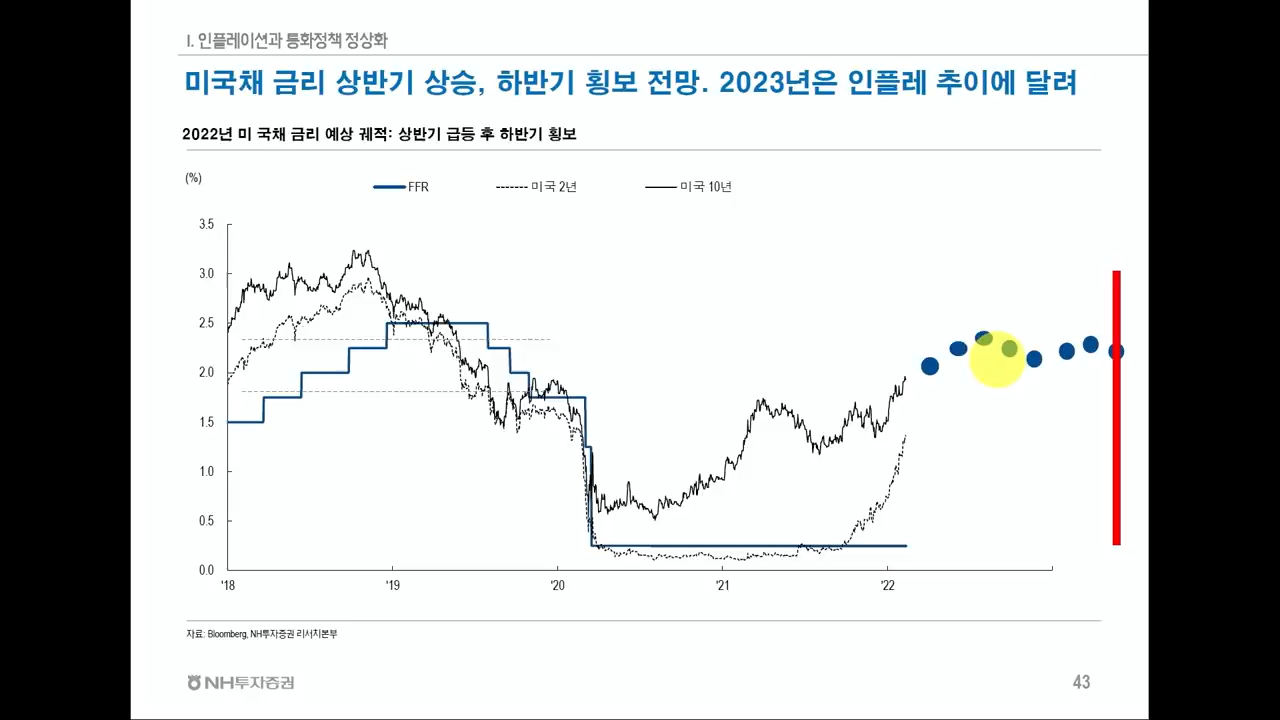 I. 인플레이션과 통화정책 정상화
미국채 금리 상반기 상승, 하반기 횡보 전망. 2023년은 인플레 추이에 달려
2022년 미 국채 금리 예상 궤적: 상반기 급등 후 하반기 횡보
(%)
FFR 미국 2년 미국 10년
3.5
3.0
2.5
2.0
1.5
1.0
0.5
0.0
'18 '19 '20 '21 '22
자료: Bloomberg, NH투자증권 리서치본부
NH투자증권
43